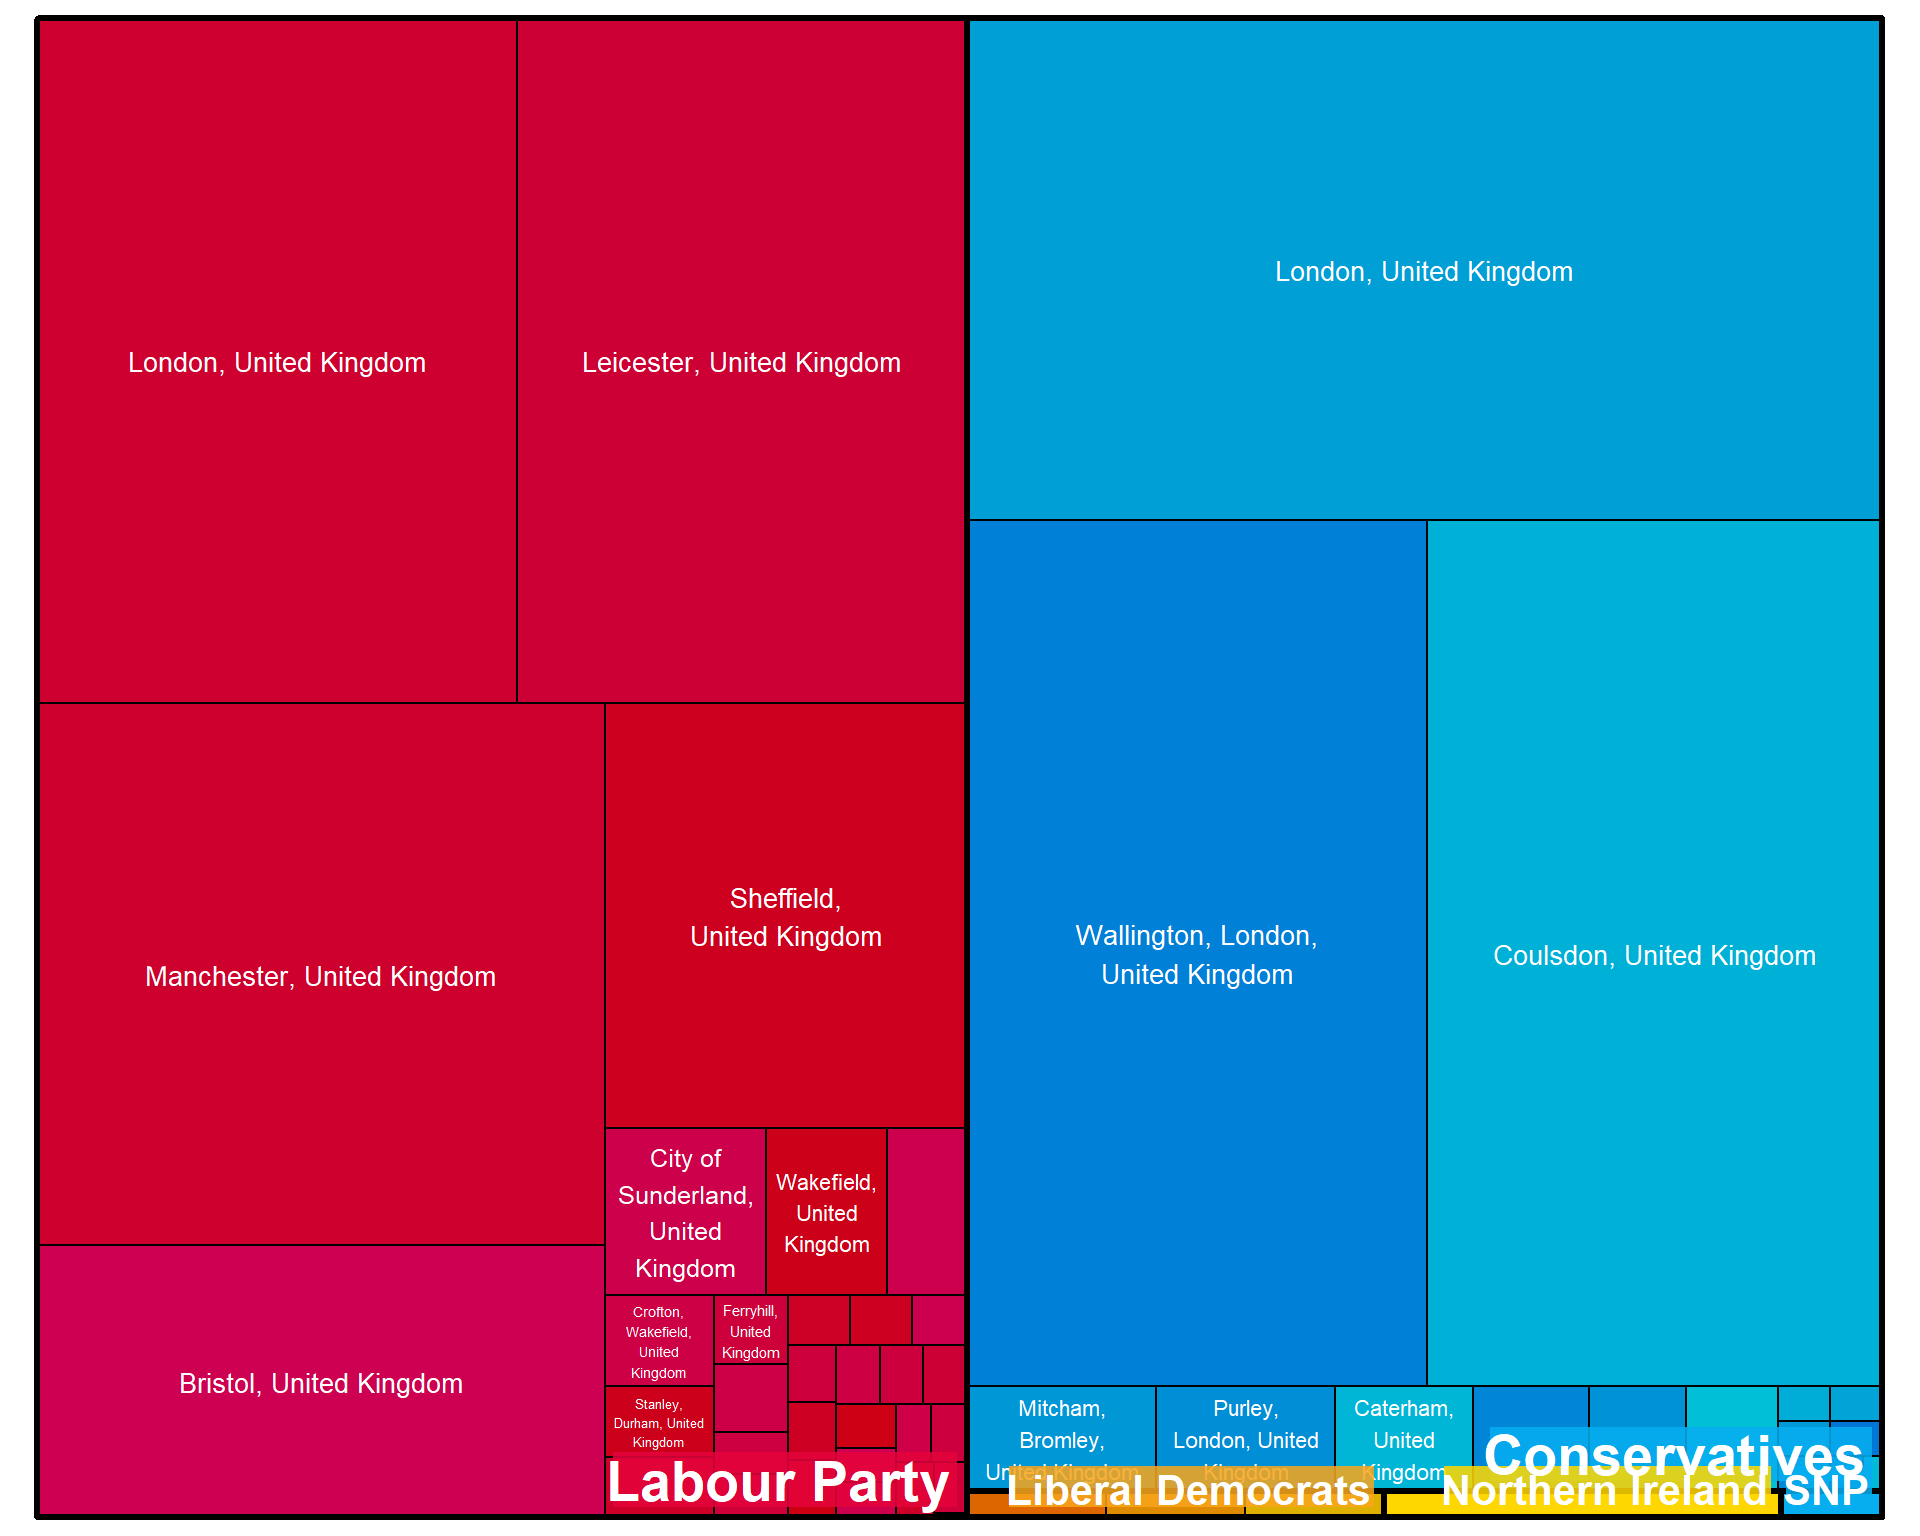 London, United Kingdom
Leicester, United Kingdom
London, United Kingdom
Manchester, United Kingdom
Sheffield,
United Kingdom
Wallington, London,
United Kingdom
Coulsdon, United Kingdom
Bristol, United Kingdom
City of
Sunderland,
United
Kingdom
Wakefield,
United
Kingdom
Crofton,
Wakefield,
United
Kingdom
Ferryhill,
United
Kingdom
Stanley,
Durham, United
Kingdom
Mitcham,
Bromley,
United Kingdom
Purley,
London, United
Kingdom
Caterham,
United
Kingdom
Labour Party
Conservatives
Liberal Democrats
Northern Ireland
SNP